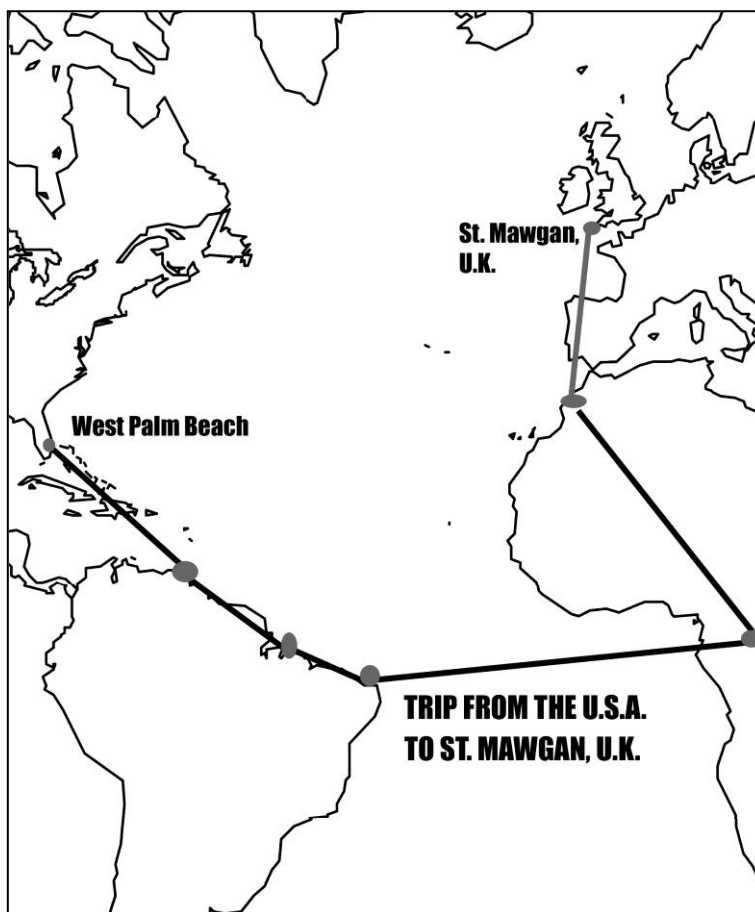 St. Mawgan,
U.K.
West Palm Beach
TRIP FROM THE U.S.A.
TO ST. MAWGAN, U.K.